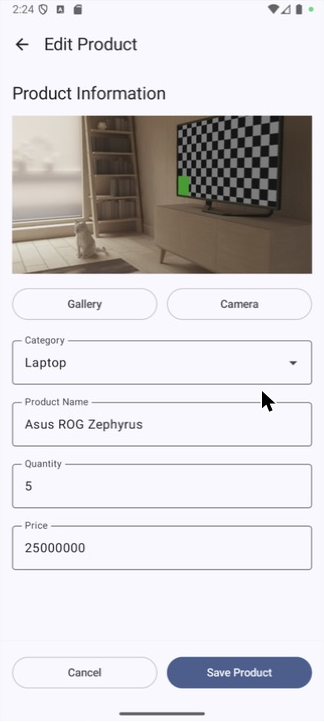 2:24
Edit Product
Product Information
Gallery
Camera
Category
Laptop
Product Name
Asus ROG Zephyrus
Quantity
5
Price
25000000
Cancel
Save Product